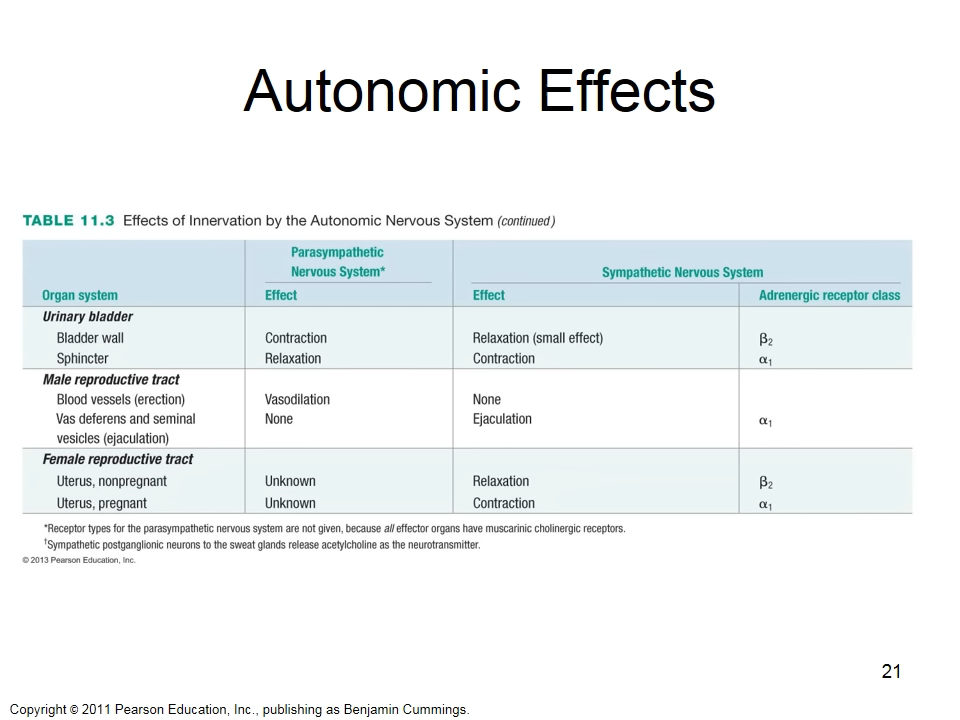 Autonomic Effects
TABLE 11.3 Effects of Innervation by the Autonomic Nervous System (continued)
Parasympathetic
Nervous System*
Sympathetic Nervous System
Organ system Effect Effect Adrenergic receptor class
Urinary bladder
Bladder wall Contraction Relaxation (small effect) β₂
Sphincter Relaxation Contraction α₁
Male reproductive tract
Blood vessels (erection) Vasodilation None
Vas deferens and seminal None Ejaculation α₁
vesicles (ejaculation)
Female reproductive tract
Uterus, nonpregnant Unknown Relaxation β₂
Uterus, pregnant Unknown Contraction α₁
*Receptor types for the parasympathetic nervous system are not given, because all effector organs have muscarinic cholinergic receptors.
†Sympathetic postganglionic neurons to the sweat glands release acetylcholine as the neurotransmitter.
© 2013 Pearson Education, Inc.
21
Copyright © 2011 Pearson Education, Inc., publishing as Benjamin Cummings.